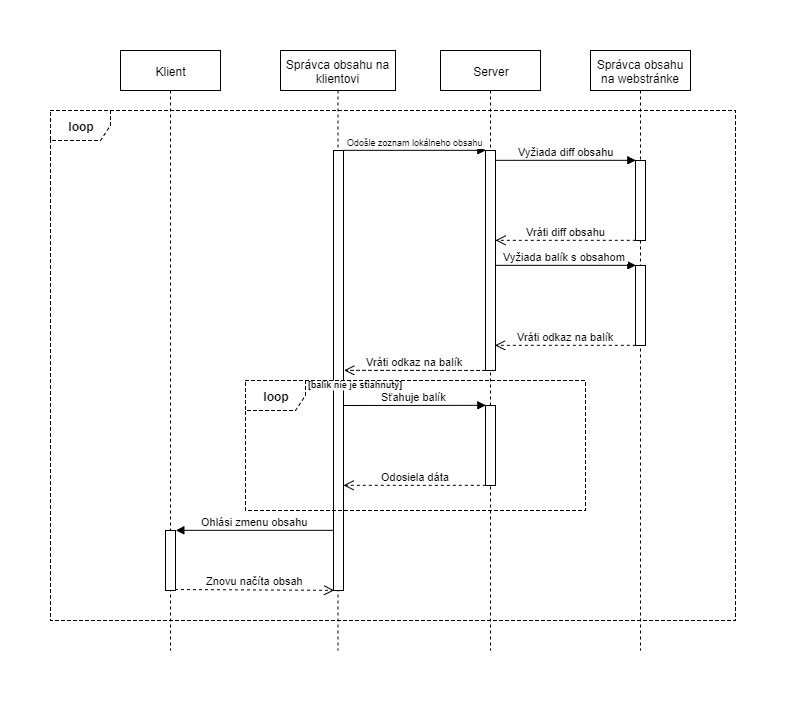 Klient
Správca obsahu na
klientovi
Server
Správca obsahu
na webstránke
loop
Odošle zoznam lokálneho obsahu
Vyžiada diff obsahu
Vráti diff obsahu
Vyžiada balík s obsahom
Vráti odkaz na balík
Vráti odkaz na balík
loop
[balík nie je stiahnutý]
Sťahuje balík
Odosiela dáta
Ohlási zmenu obsahu
Znovu načíta obsah